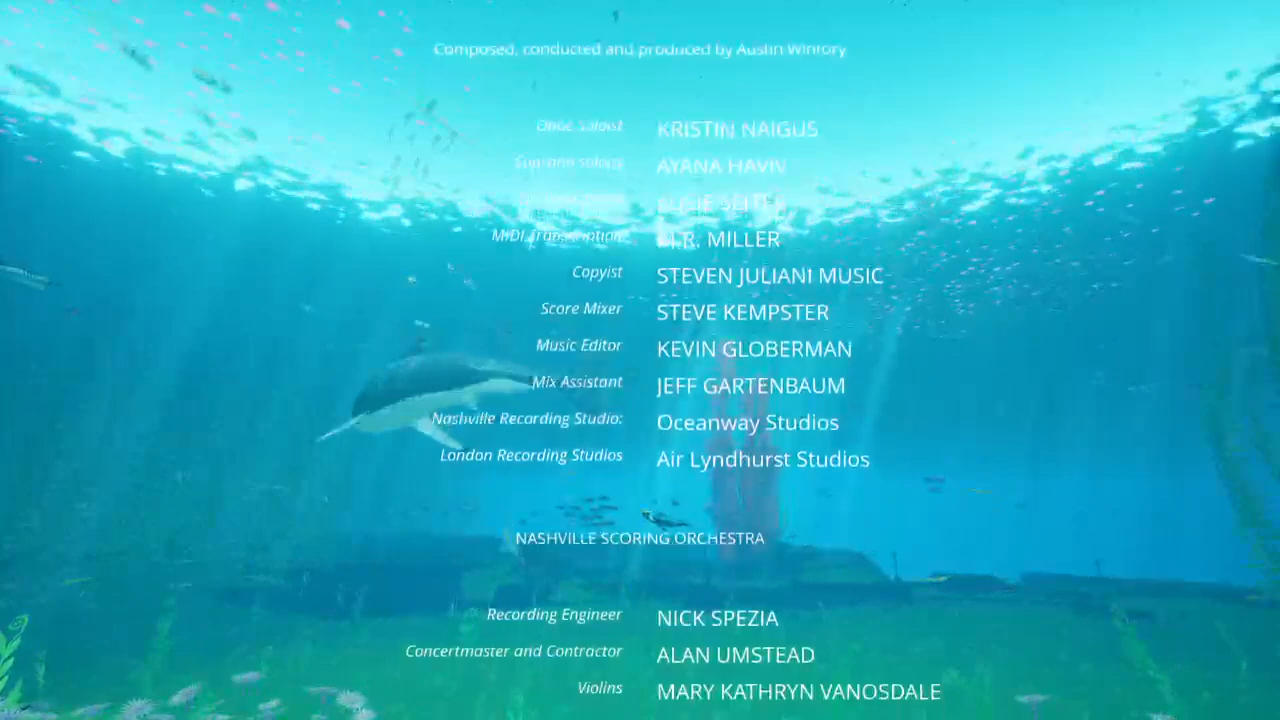 Composed, conducted and produced by Austin Wintory
Oboe Soloist KRISTIN NAIGUS
Soprano soloist AYANA HAVIV
MIDI Transcription M.R. MILLER
Copyist STEVEN JULIANI MUSIC
Score Mixer STEVE KEMPSTER
Music Editor KEVIN GLOBERMAN
Mix Assistant JEFF GARTENBAUM
Nashville Recording Studio: Oceanway Studios
London Recording Studios Air Lyndhurst Studios
NASHVILLE SCORING ORCHESTRA
Recording Engineer NICK SPEZIA
Concertmaster and Contractor ALAN UMSTEAD
Violins MARY KATHRYN VANOSDALE